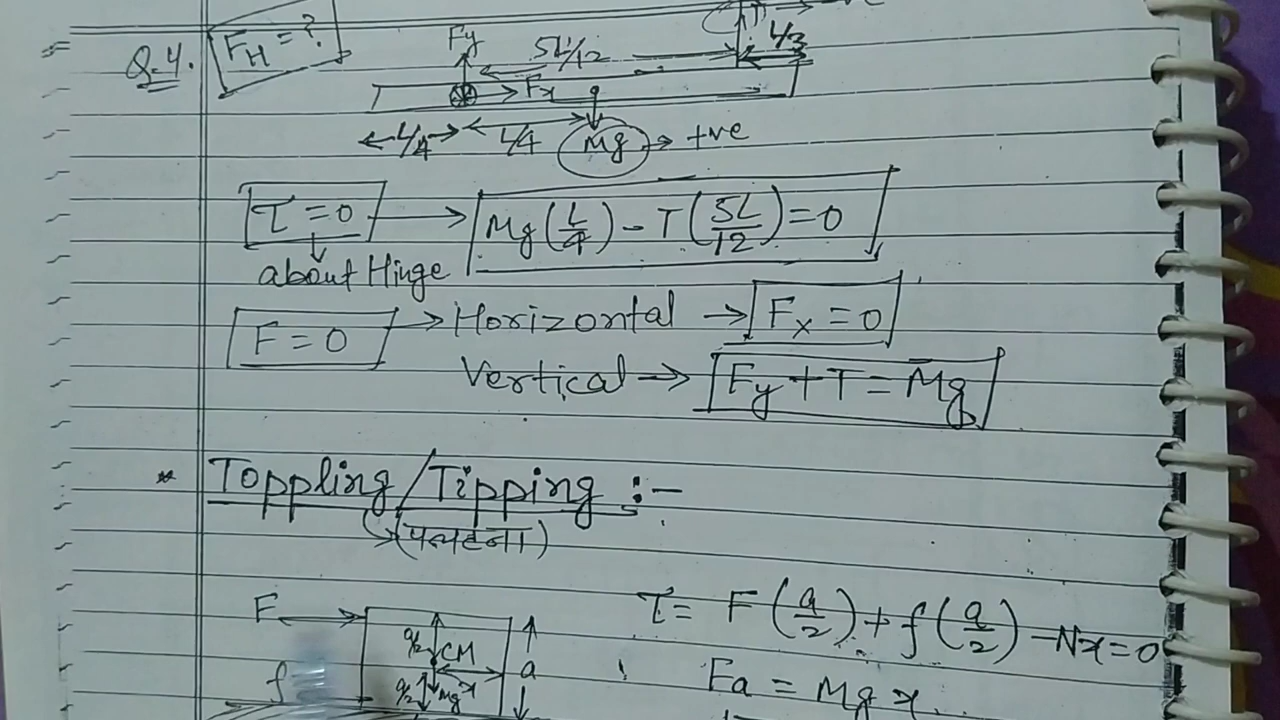 Q.4. F_H = ?
Fy 5L/12 L/3
Fx
L/4 L/4 Mg → +ve
τ = 0 → Mg(L/4) - T(5L/12) = 0
about Hinge
F = 0 → Horizontal → Fx = 0
Vertical → Fy + T = Mg
* Toppling/Tipping :-
(पलटना)
F τ = F(a/2) + f(a/2) - Nx = 0
a/2 CM a
f a/2 Mg x Fa = Mgx